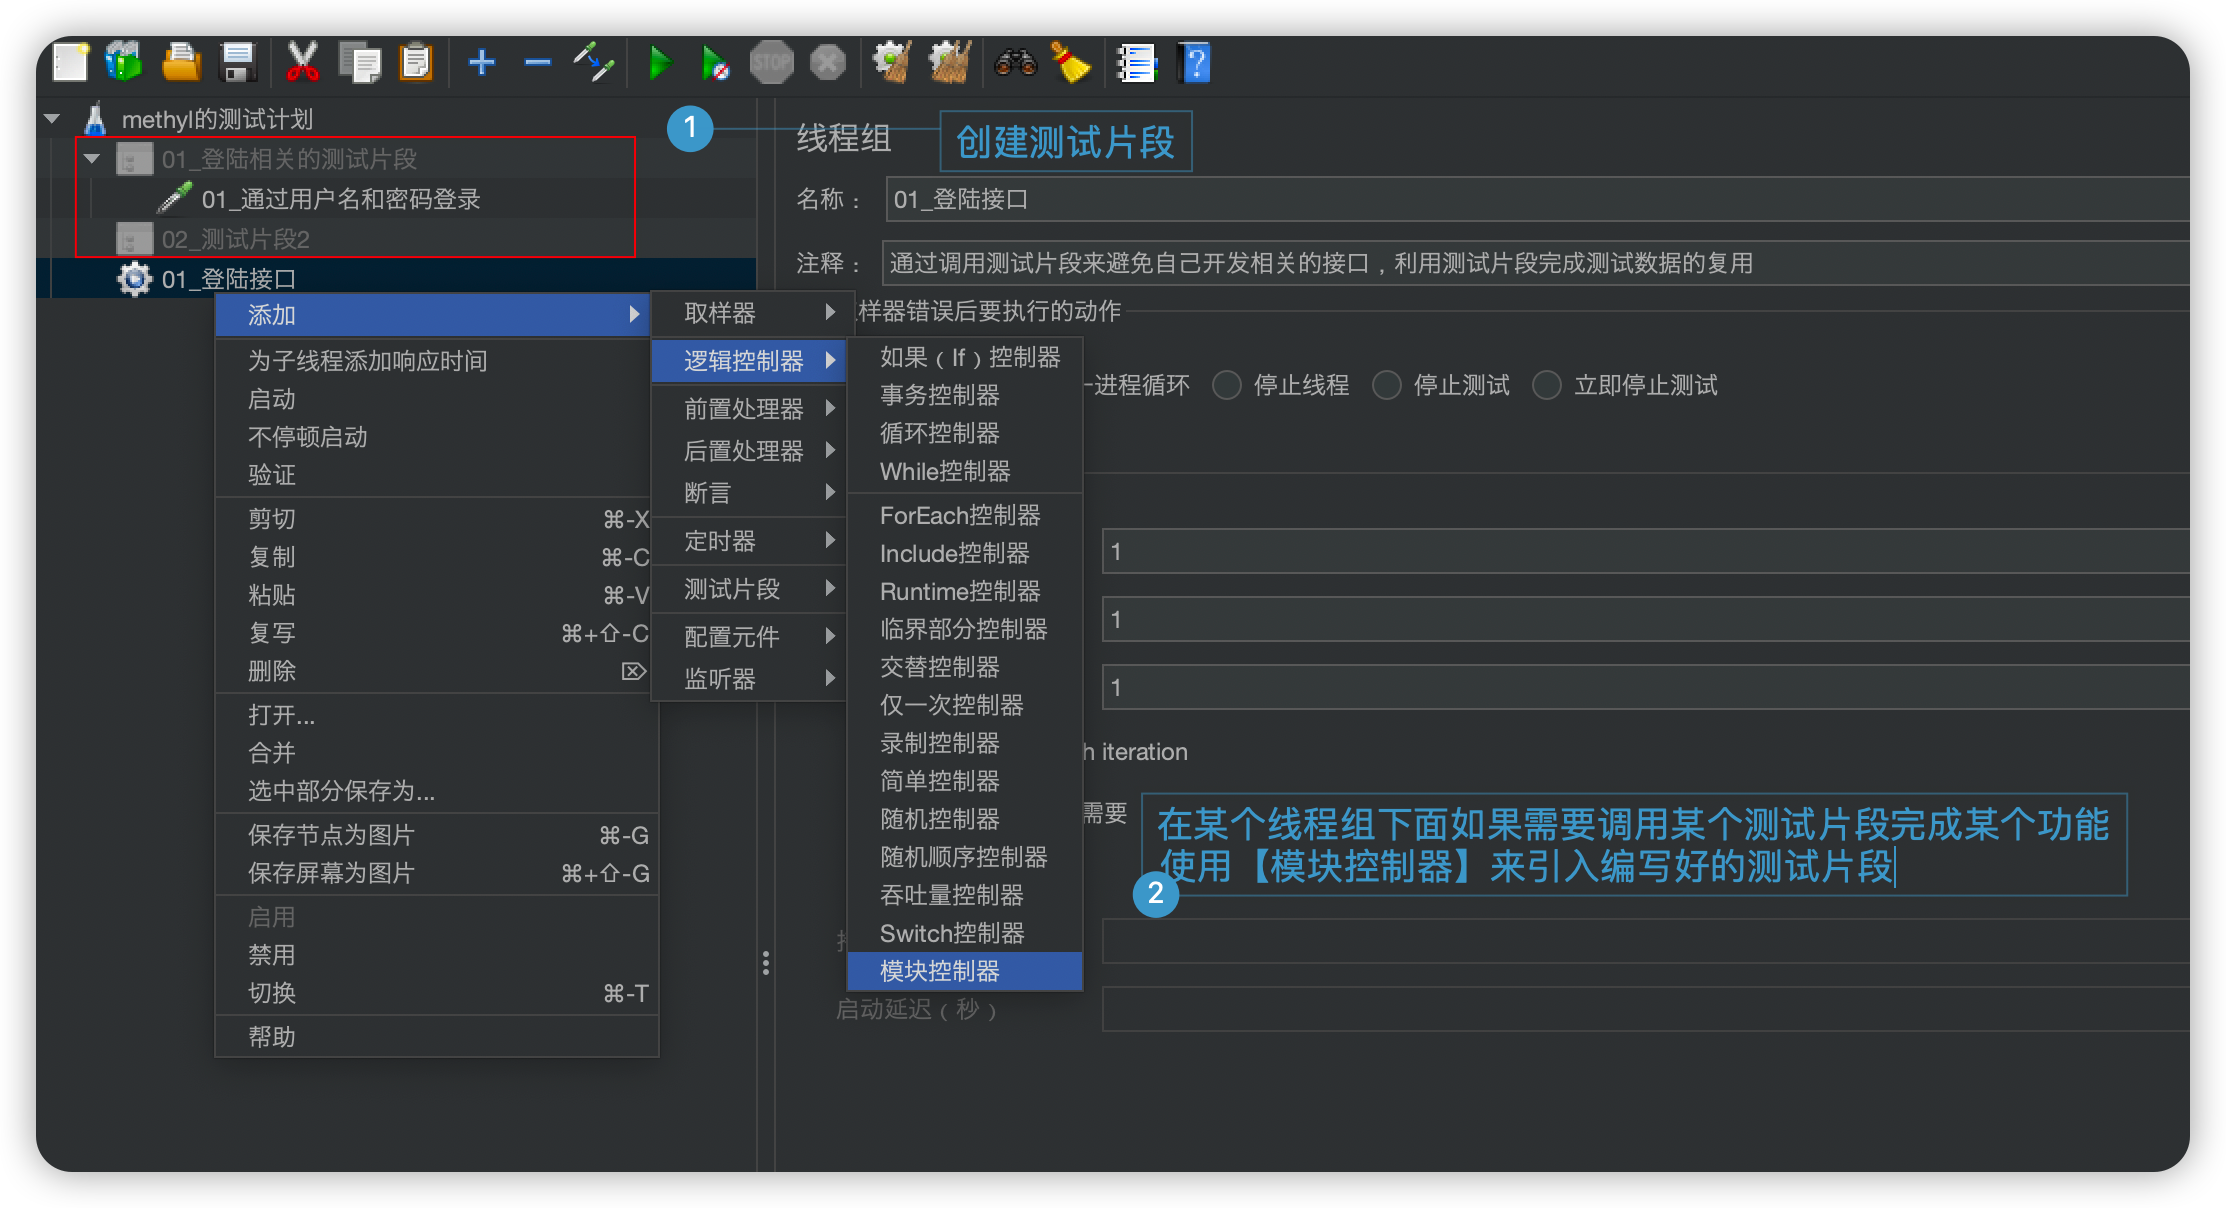 STOP
methyl的测试计划
01_登陆相关的测试片段
01_通过用户名和密码登录
02_测试片段2
01_登陆接口
1
线程组
创建测试片段
名称：
01_登陆接口
注释：
通过调用测试片段来避免自己开发相关的接口，利用测试片段完成测试数据的复用
样器错误后要执行的动作
进程循环
停止线程
停止测试
立即停止测试
1
1
1
h iteration
需要
在某个线程组下面如果需要调用某个测试片段完成某个功能
使用【模块控制器】来引入编写好的测试片段
2
启动延迟（秒）
添加
为子线程添加响应时间
启动
不停顿启动
验证
剪切 ⌘-X
复制 ⌘-C
粘贴 ⌘-V
复写 ⌘+⇧-C
删除 ⌦
打开...
合并
选中部分保存为...
保存节点为图片 ⌘-G
保存屏幕为图片 ⌘+⇧-G
启用
禁用
切换 ⌘-T
帮助
取样器
逻辑控制器
前置处理器
后置处理器
断言
定时器
测试片段
配置元件
监听器
如果（If）控制器
事务控制器
循环控制器
While控制器
ForEach控制器
Include控制器
Runtime控制器
临界部分控制器
交替控制器
仅一次控制器
录制控制器
简单控制器
随机控制器
随机顺序控制器
吞吐量控制器
Switch控制器
模块控制器